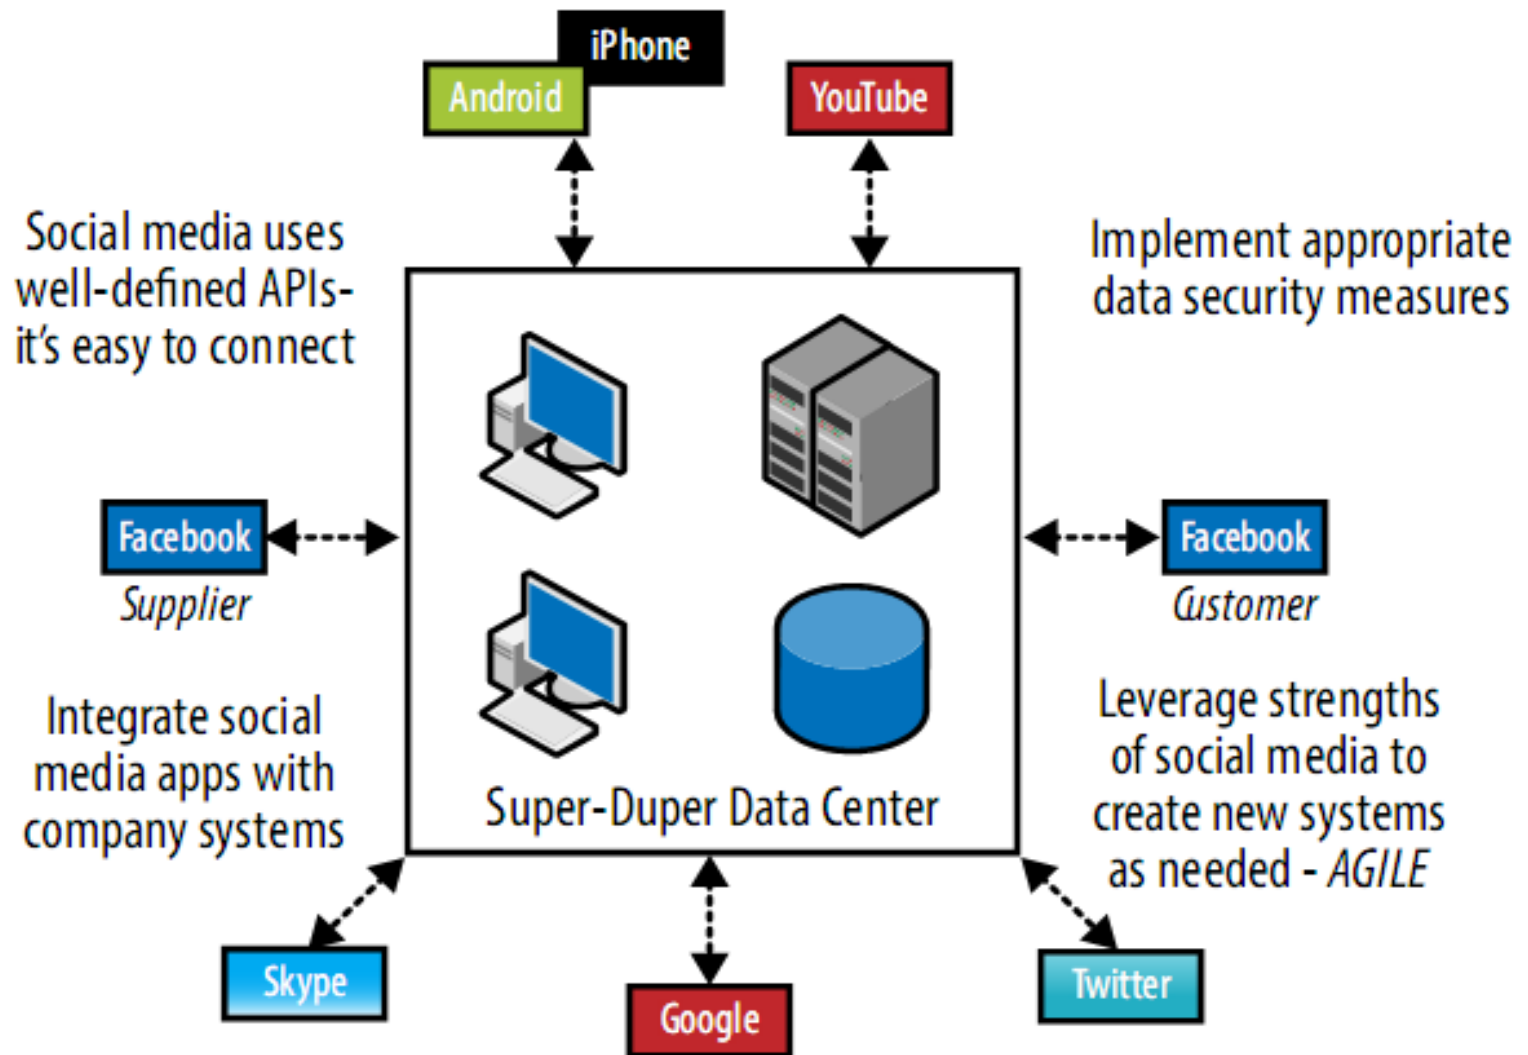 iPhone
Android
YouTube
Social media uses
well-defined APIs-
it's easy to connect
Implement appropriate
data security measures
Facebook
Supplier
Facebook
Customer
Integrate social
media apps with
company systems
Super-Duper Data Center
Leverage strengths
of social media to
create new systems
as needed - AGILE
Skype
Google
Twitter